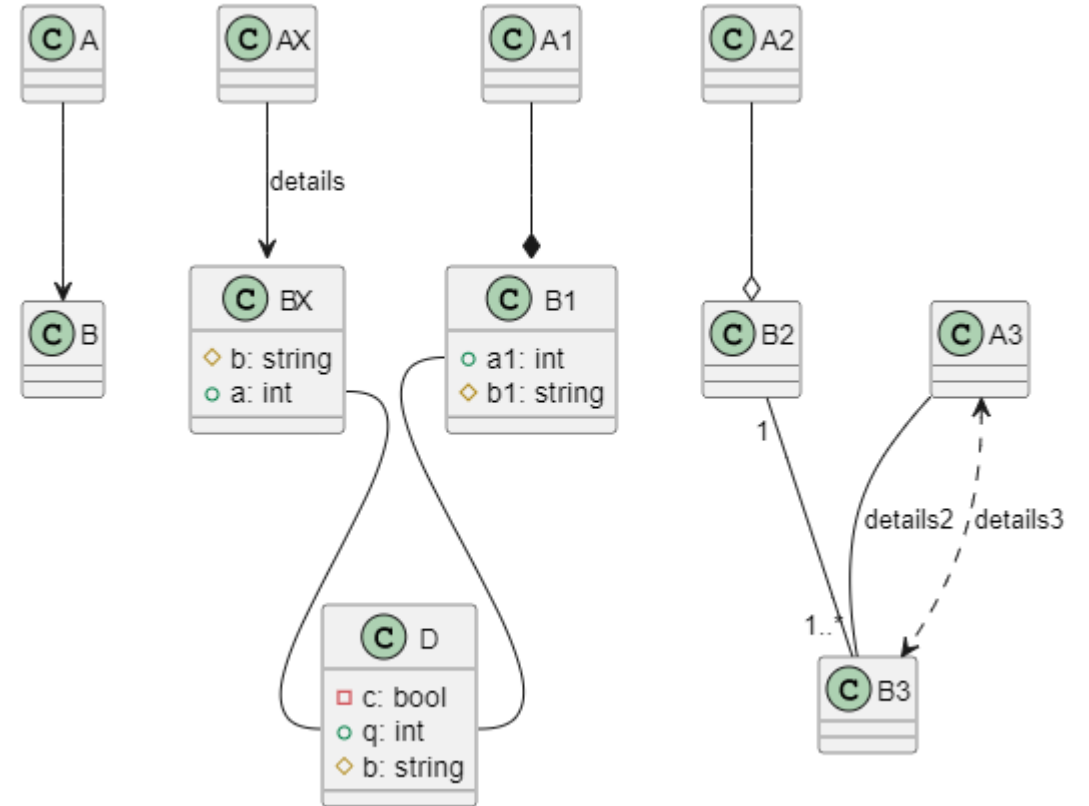 C A
C AX
C A1
C A2
details
C BX
b: string
a: int
C B1
a1: int
b1: string
C B
C B2
C A3
1
details2
details3
1..*
C D
c: bool
q: int
b: string
C B3